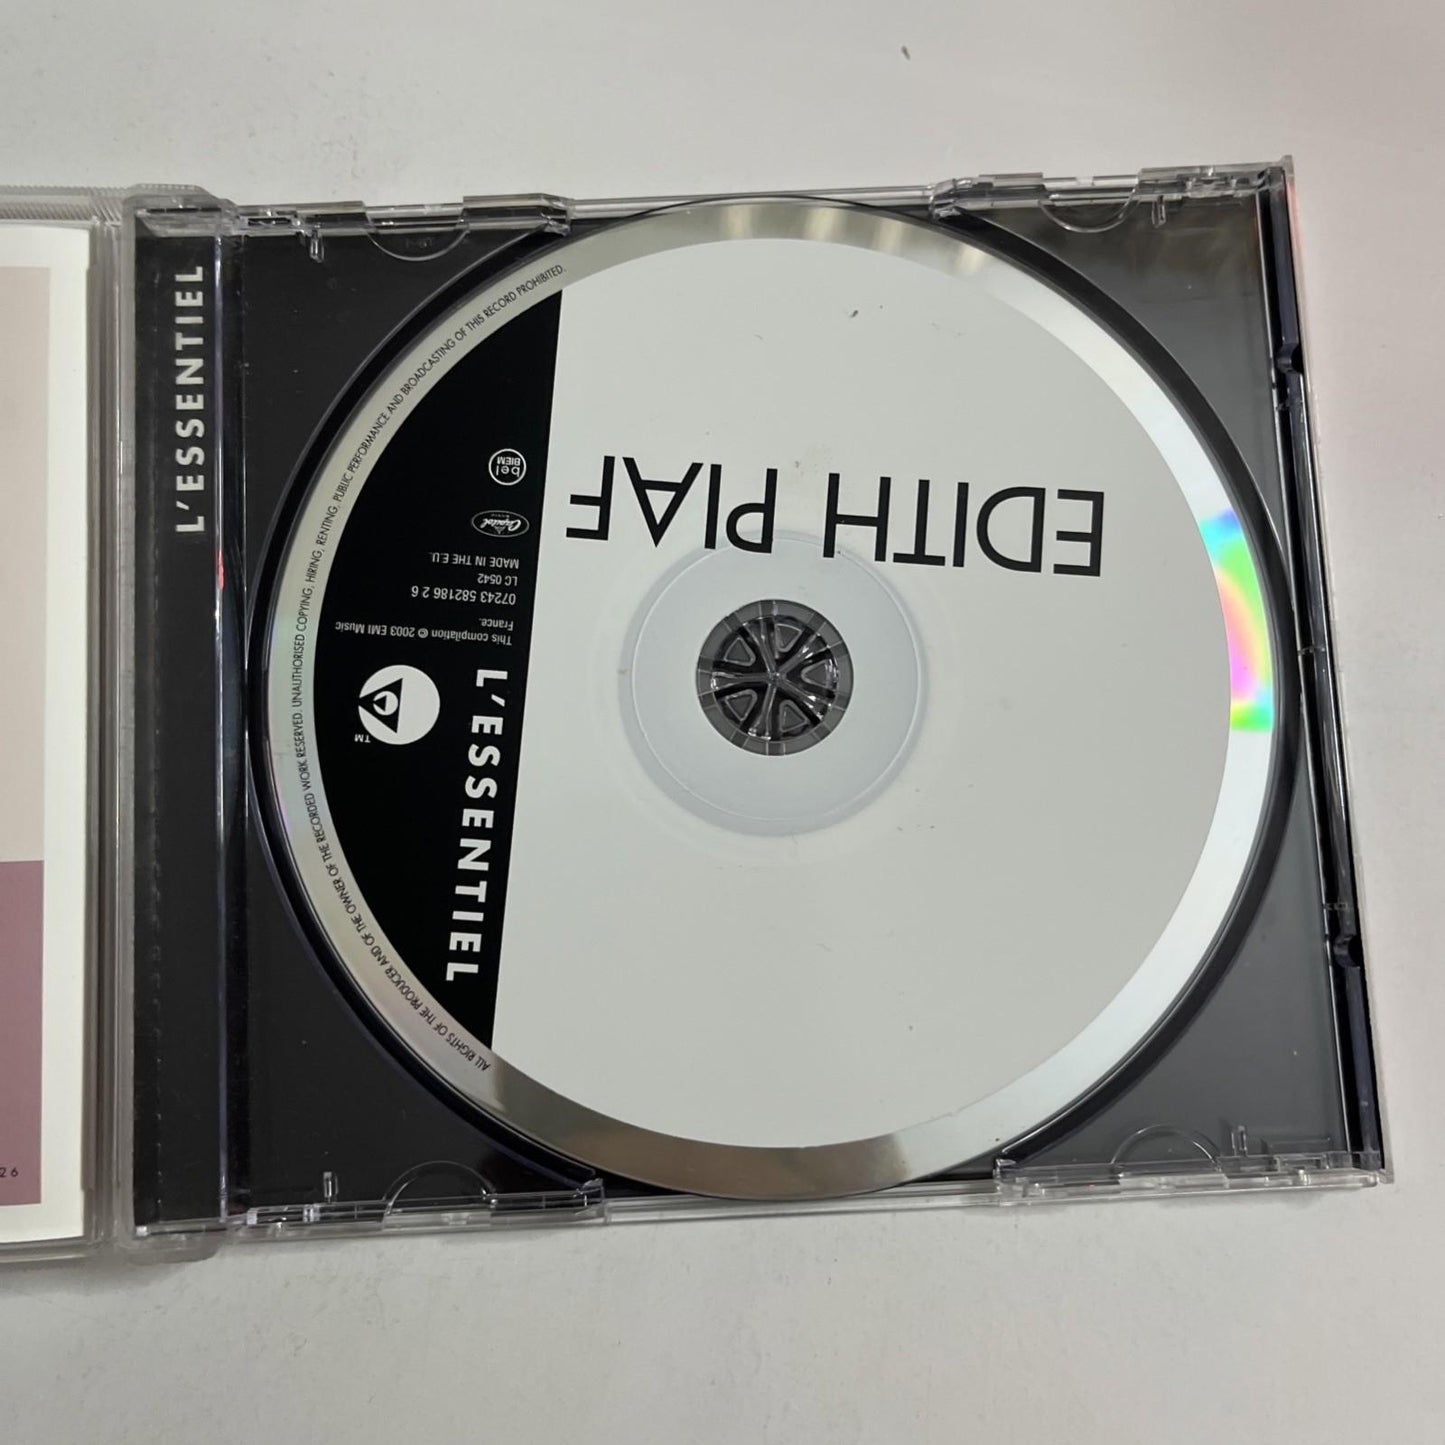 L'ESSENTIEL
EDITH PIAF
L'ESSENTIEL
TM
This compilation © 2003 EMI Music
France.
07243 582186 2 6
LC 0542
MADE IN THE E.U.
Capitol
bel
BIEM
ALL RIGHTS OF THE PRODUCER AND OF THE OWNER OF THE RECORDED WORK RESERVED. UNAUTHORISED COPYING, HIRING, RENTING, PUBLIC PERFORMANCE AND BROADCASTING OF THIS RECORD PROHIBITED.
26